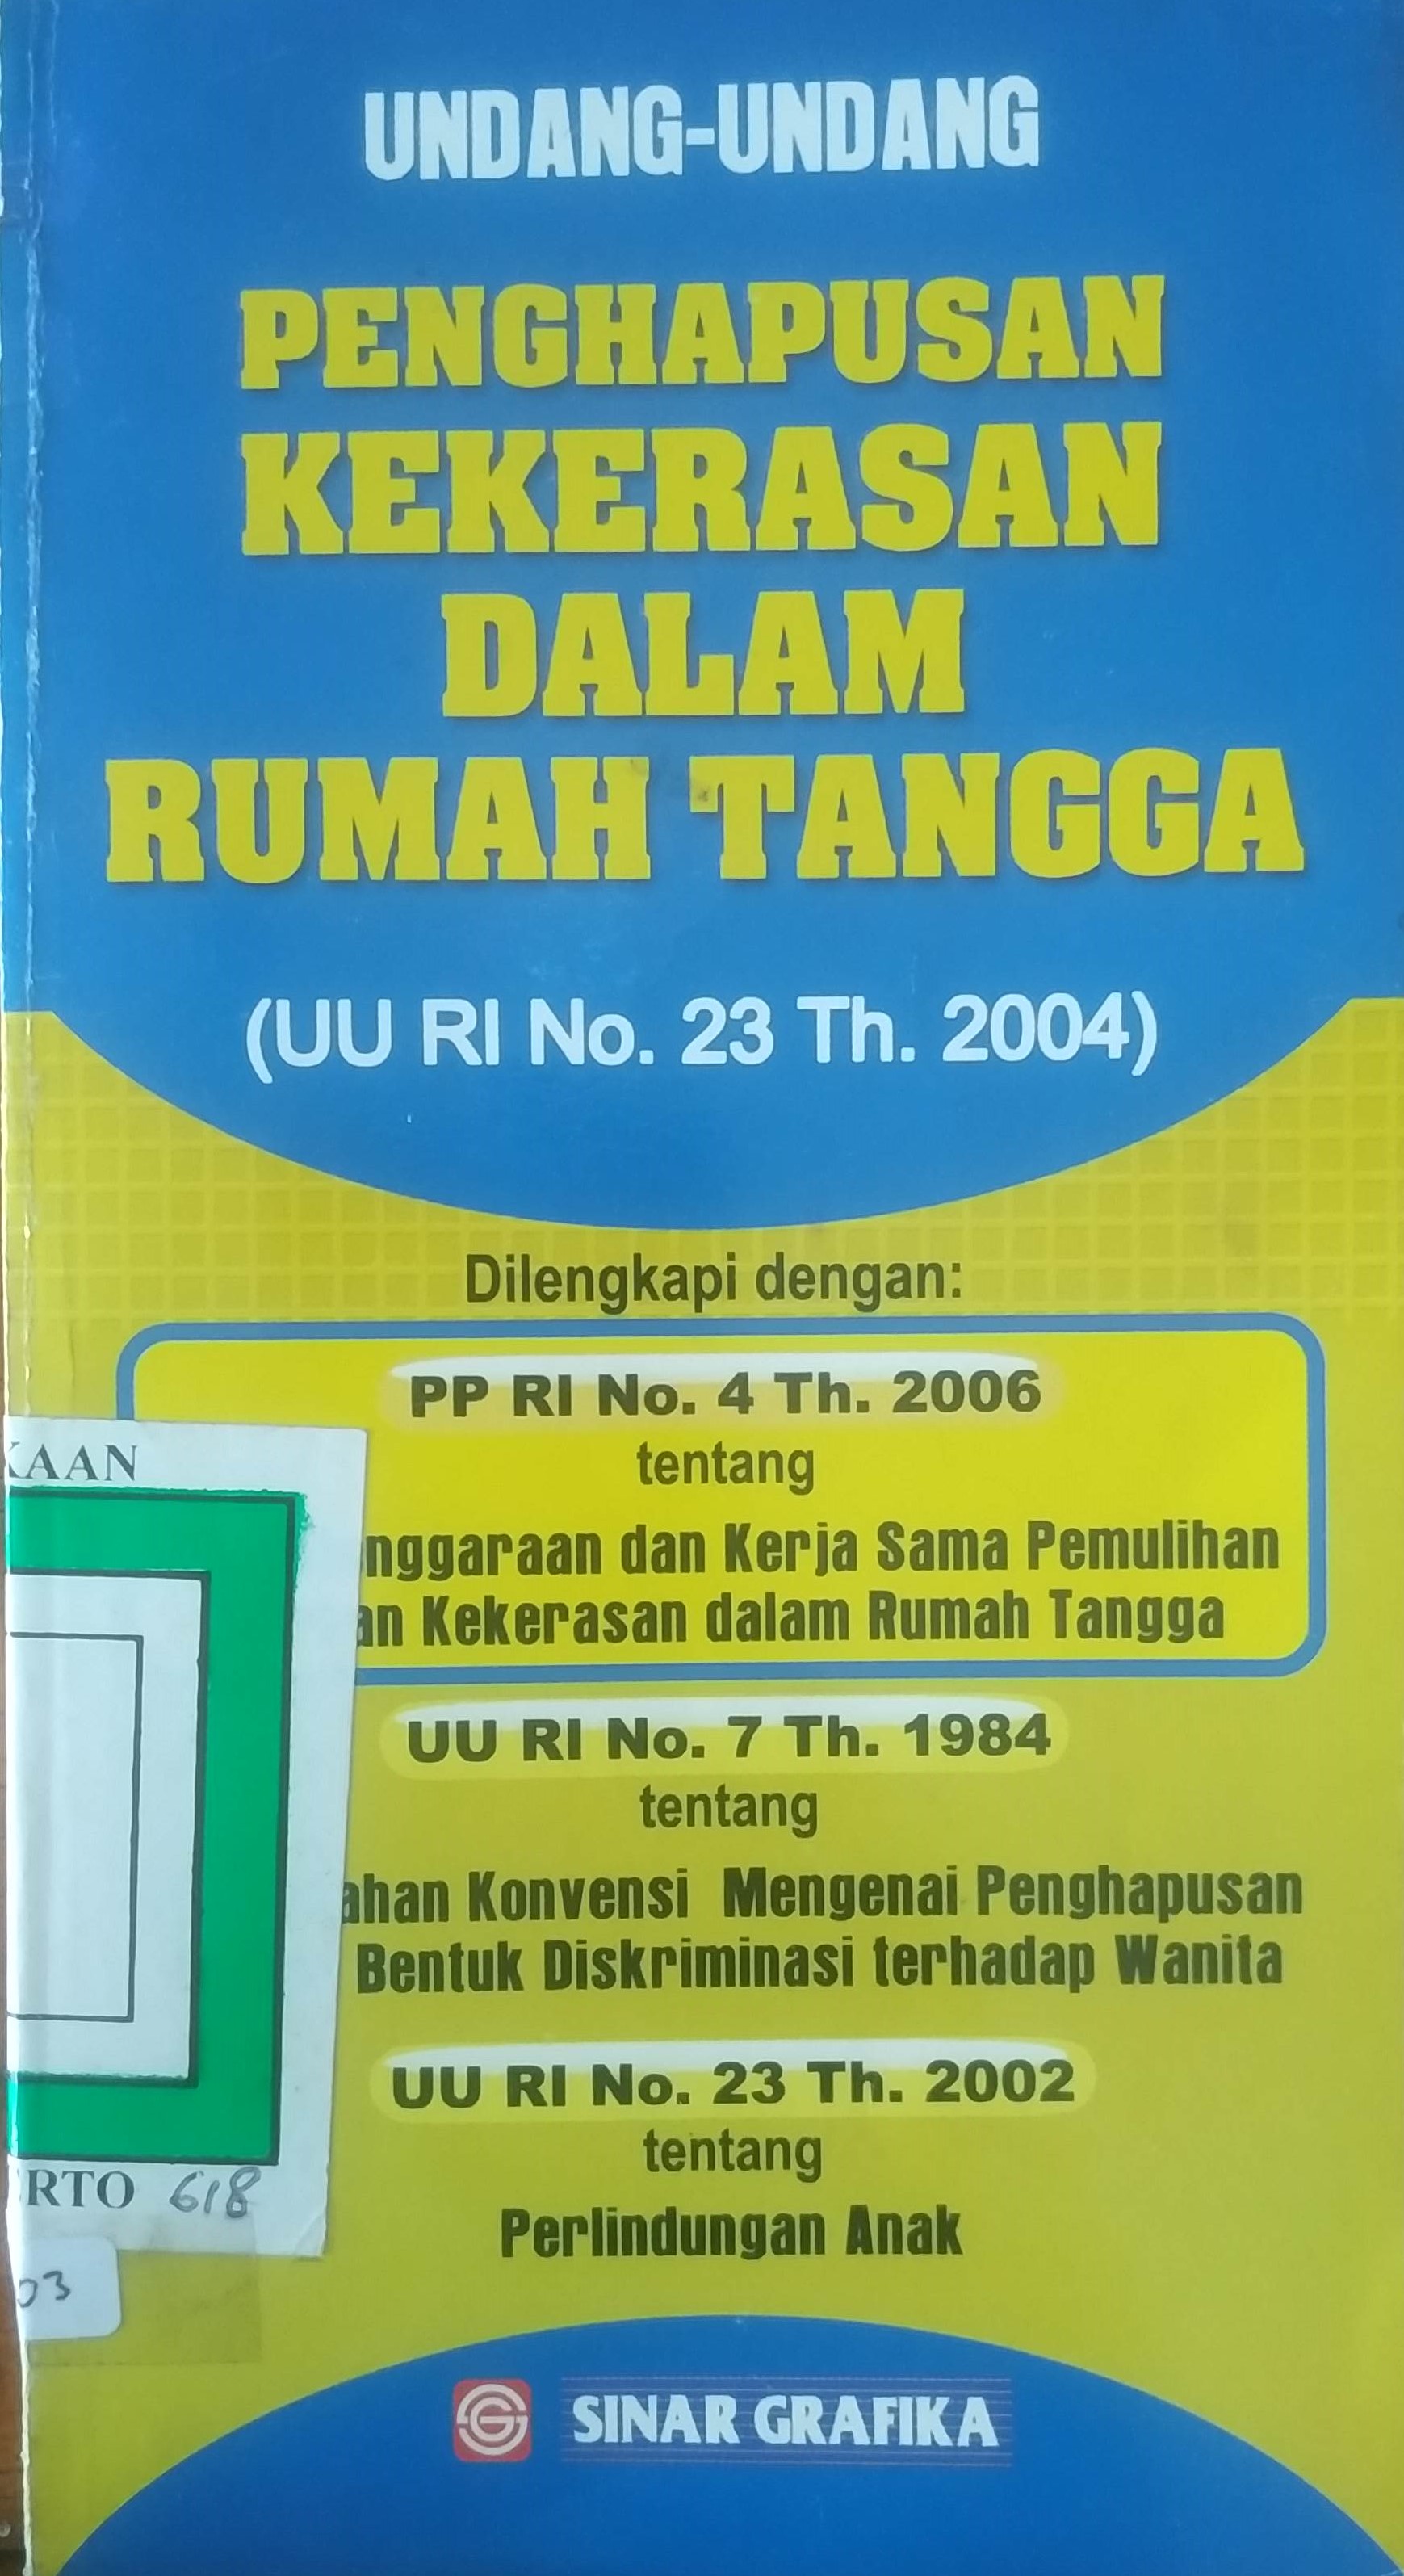 UNDANG-UNDANG
PENGHAPUSAN
KEKERASAN
DALAM
RUMAH TANGGA
(UU RI No. 23 Th. 2004)
Dilengkapi dengan:
PP RI No. 4 Th. 2006
tentang
nggaraan dan Kerja Sama Pemulihan
an Kekerasan dalam Rumah Tangga
UU RI No. 7 Th. 1984
tentang
ahan Konvensi Mengenai Penghapusan
Bentuk Diskriminasi terhadap Wanita
UU RI No. 23 Th. 2002
tentang
Perlindungan Anak
KAAN
RTO 618
03
SINAR GRAFIKA